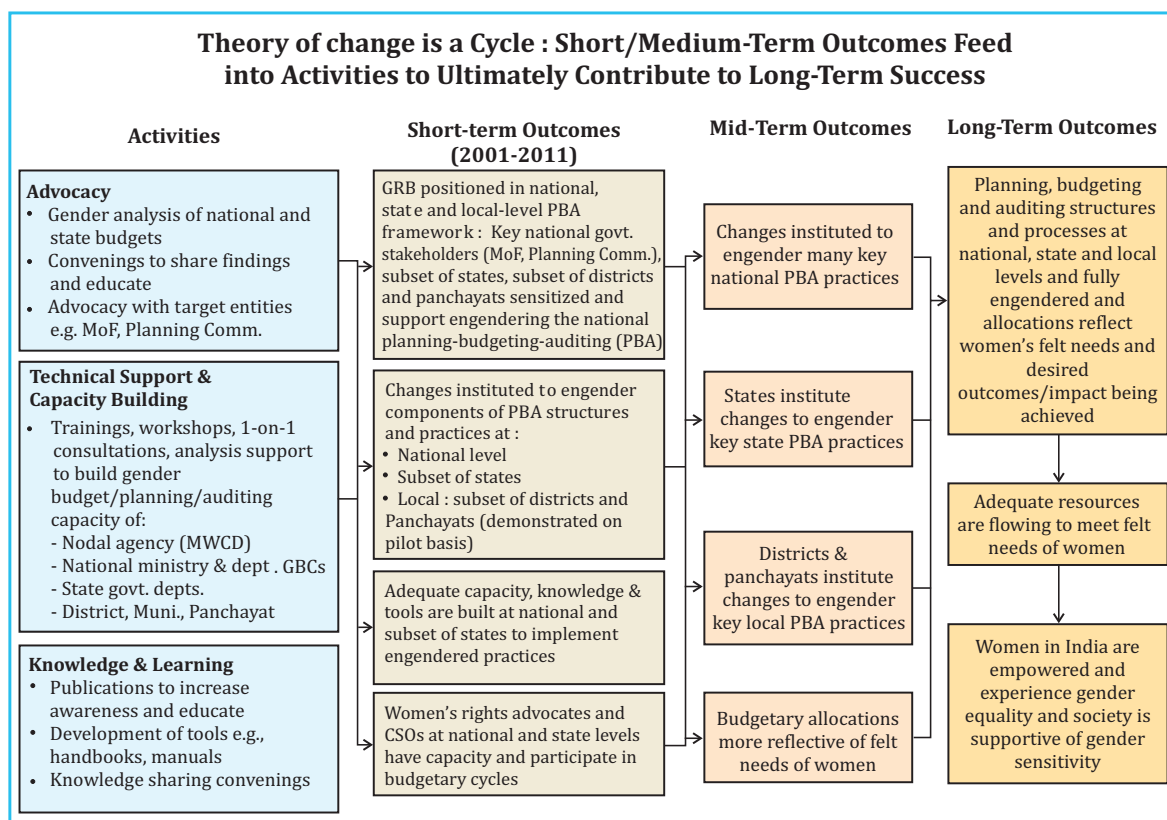 Theory of change is a Cycle : Short/Medium-Term Outcomes Feed
into Activities to Ultimately Contribute to Long-Term Success
Activities
Advocacy
• Gender analysis of national and
state budgets
• Convenings to share findings
and educate
• Advocacy with target entities
e.g. MoF, Planning Comm.
Technical Support &
Capacity Building
• Trainings, workshops, 1-on-1
consultations, analysis support
to build gender
budget/planning/auditing
capacity of:
- Nodal agency (MWCD)
- National ministry & dept . GBCs
- State govt. depts.
- District, Muni., Panchayat
Knowledge & Learning
• Publications to increase
awareness and educate
• Development of tools e.g.,
handbooks, manuals
• Knowledge sharing convenings
Short-term Outcomes
(2001-2011)
GRB positioned in national,
state and local-level PBA
framework : Key national govt.
stakeholders (MoF, Planning Comm.),
subset of states, subset of districts
and panchayats sensitized and
support engendering the national
planning-budgeting-auditing (PBA)
Changes instituted to engender
components of PBA structures
and practices at :
• National level
• Subset of states
• Local : subset of districts and
Panchayats (demonstrated on
pilot basis)
Adequate capacity, knowledge &
tools are built at national and
subset of states to implement
engendered practices
Women's rights advocates and
CSOs at national and state levels
have capacity and participate in
budgetary cycles
Mid-Term Outcomes
Changes instituted to
engender many key
national PBA practices
States institute
changes to engender
key state PBA practices
Districts &
panchayats institute
changes to engender
key local PBA practices
Budgetary allocations
more reflective of felt
needs of women
Long-Term Outcomes
Planning, budgeting
and auditing structures
and processes at
national, state and local
levels and fully
engendered and
allocations reflect
women's felt needs and
desired
outcomes/impact being
achieved
Adequate resources
are flowing to meet felt
needs of women
Women in India are
empowered and
experience gender
equality and society is
supportive of gender
sensitivity